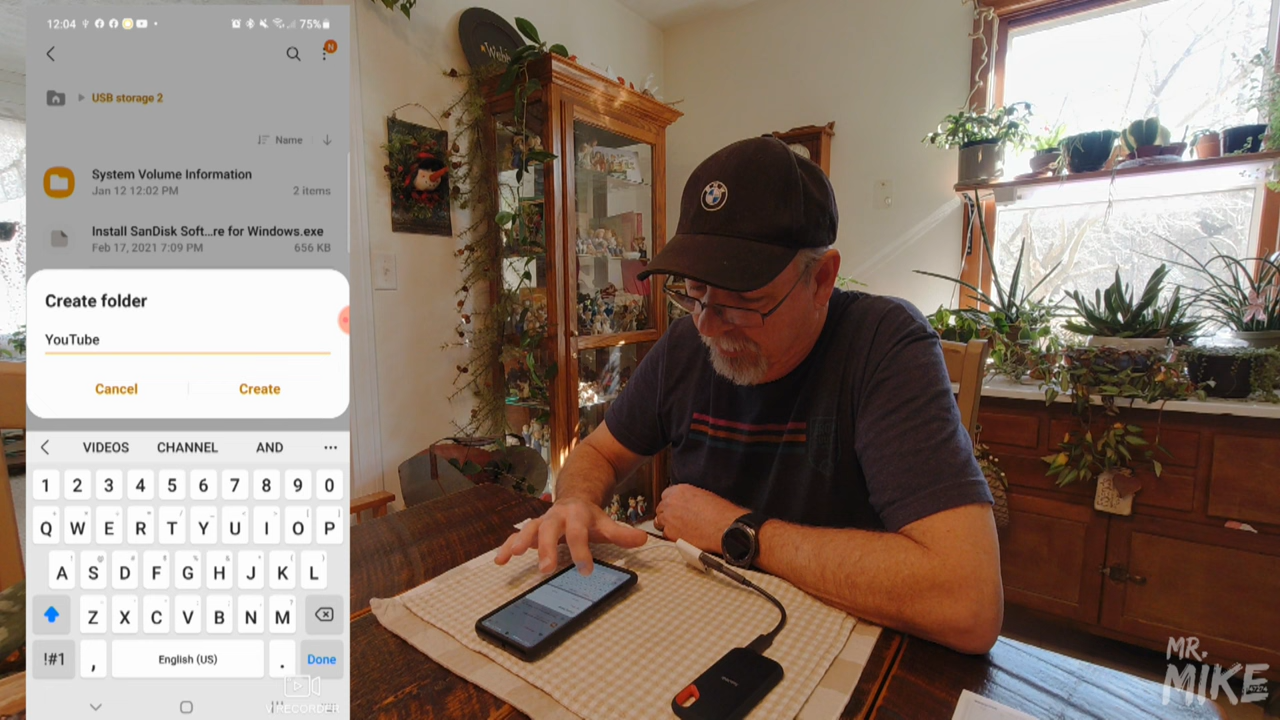 12:04
75%
USB storage 2
N
Name
System Volume Information
Jan 12 12:02 PM
2 items
Install SanDisk Soft...re for Windows.exe
Feb 17, 2021 7:09 PM
656 KB
Create folder
YouTube
Cancel
Create
VIDEOS CHANNEL AND
1 2 3 4 5 6 7 8 9 0
Q W E R T Y U I O P
A S D F G H J K L
Z X C V B N M
!#1 , English (US) . Done
V RECORDER
MR.
MIKE